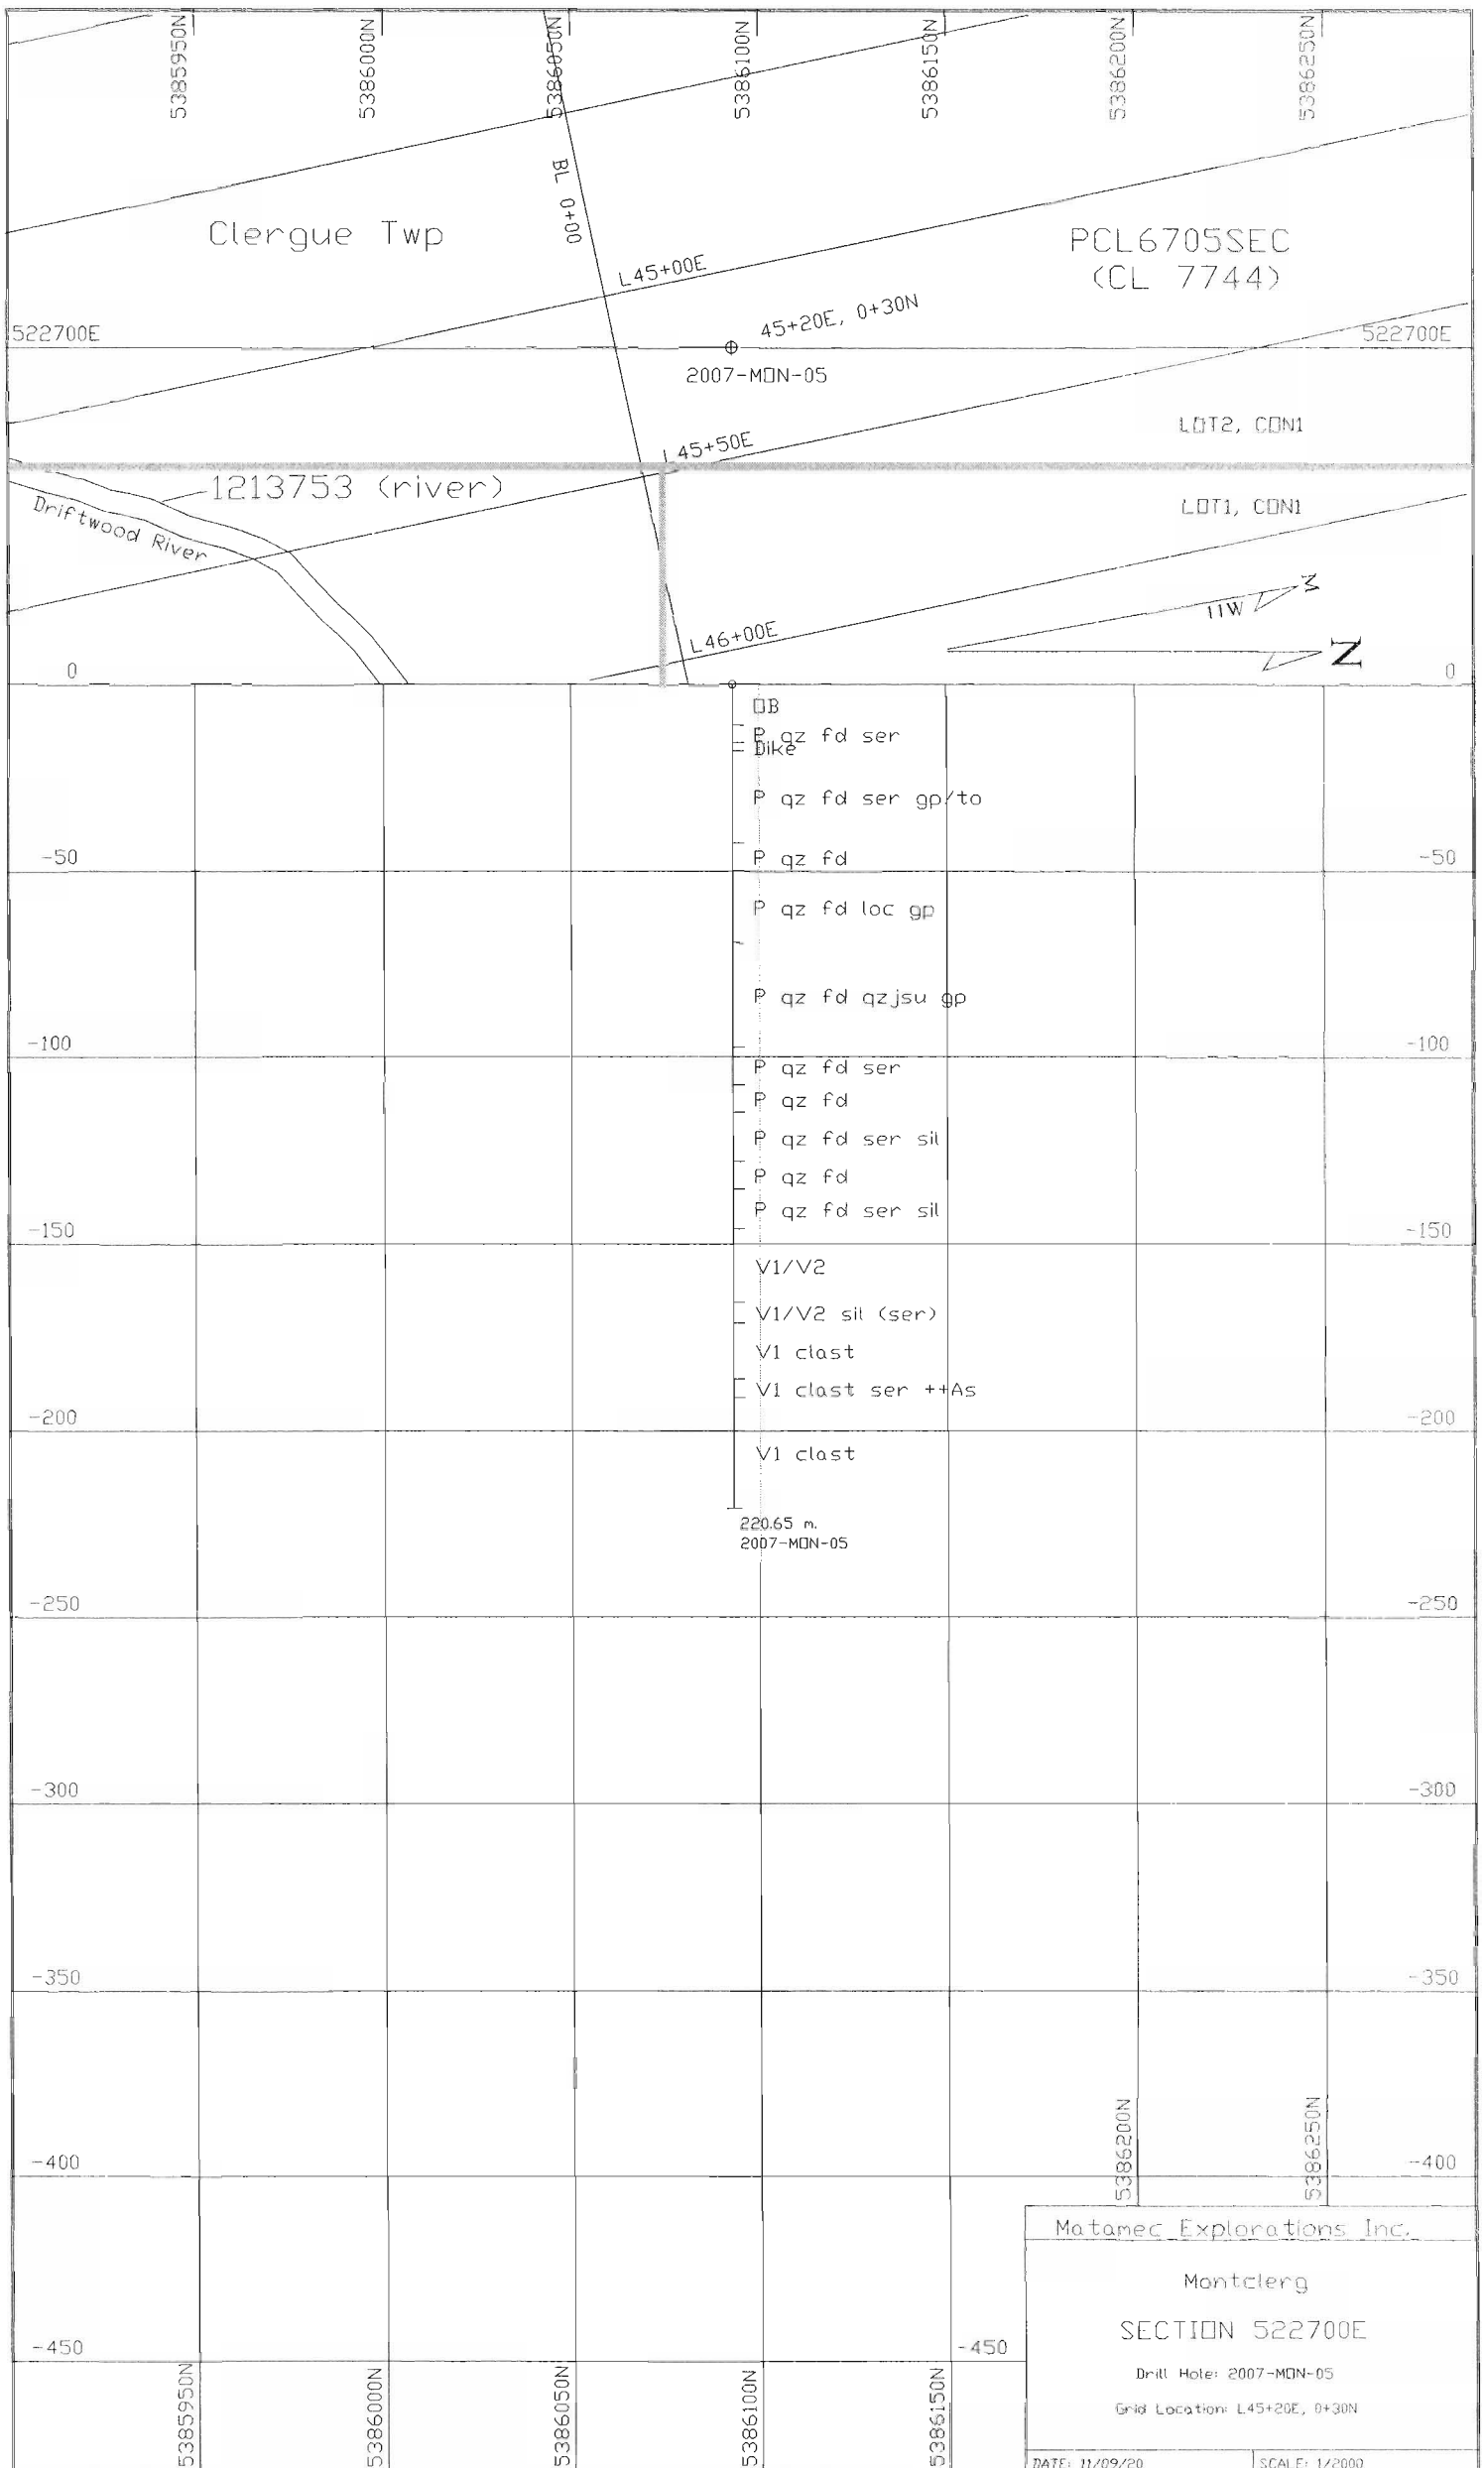 5385950N
5386000N
5386050N
5386100N
5386150N
5386200N
5386250N
BL 0+00
Clergue Twp
PCL6705SEC
(CL 7744)
L45+00E
45+20E, 0+30N
522700E
522700E
2007-MON-05
LOT2, CON1
L45+50E
1213753 (river)
LOT1, CON1
Driftwood River
11W
N
L46+00E
0
0
OB
P qz fd ser
Dike
P qz fd ser gp/to
-50
P qz fd
-50
P qz fd loc gp
P qz fd qzjsu gp
-100
-100
P qz fd ser
P qz fd
P qz fd ser sil
P qz fd
P qz fd ser sil
-150
-150
V1/V2
V1/V2 sil (ser)
V1 clast
V1 clast ser ++As
-200
-200
V1 clast
220.65 m.
2007-MON-05
-250
-250
-300
-300
-350
-350
5386200N
5386250N
-400
-400
Matamec Explorations Inc.
Montclerg
SECTION 522700E
-450
-450
Drill Hole: 2007-MON-05
Grid Location: L45+20E, 0+30N
5385950N
5386000N
5386050N
5386100N
5386150N
DATE: 11/09/20
SCALE: 1/2000